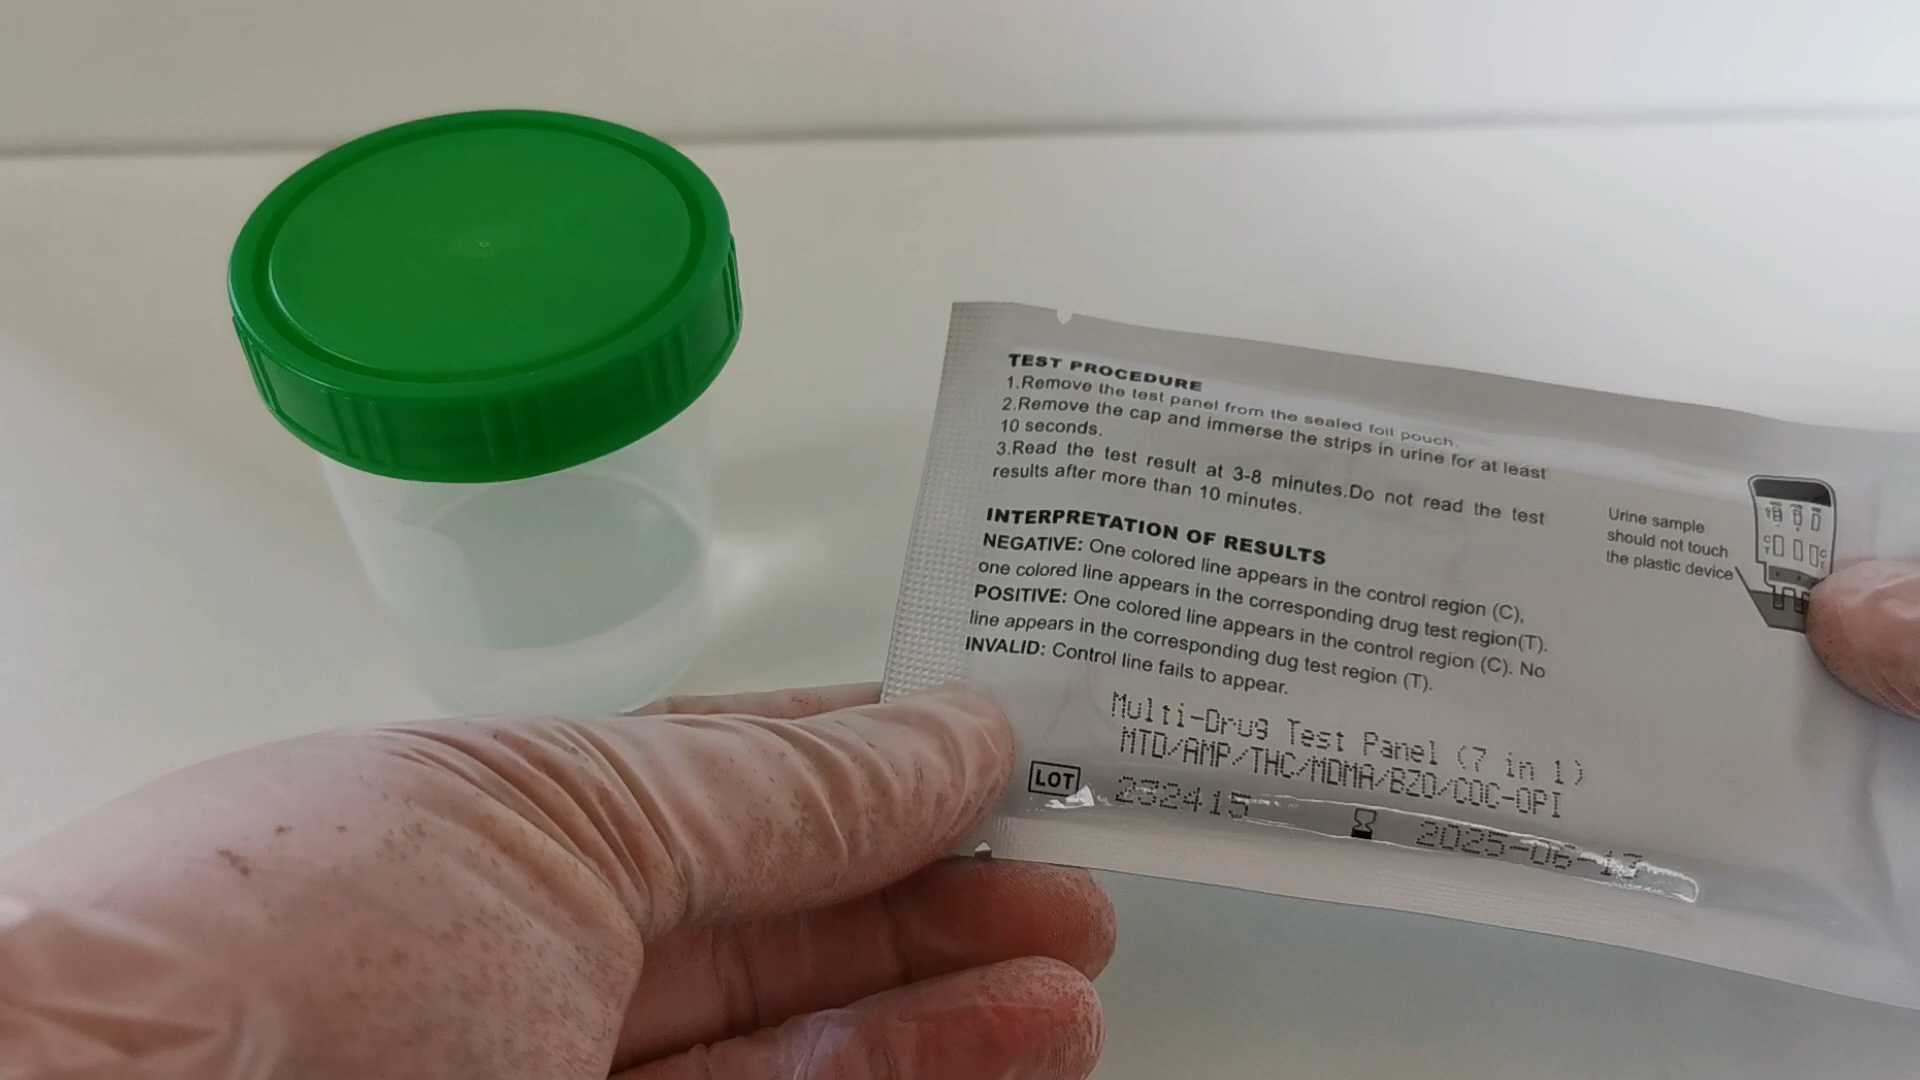 TEST PROCEDURE
1.Remove the test panel from the sealed foil pouch.
2.Remove the cap and immerse the strips in urine for at least
10 seconds.
3.Read the test result at 3-8 minutes.Do not read the test
results after more than 10 minutes.
Urine sample
should not touch
the plastic device
INTERPRETATION OF RESULTS
NEGATIVE: One colored line appears in the control region (C),
one colored line appears in the corresponding drug test region(T).
POSITIVE: One colored line appears in the control region (C). No
line appears in the corresponding dug test region (T).
INVALID: Control line fails to appear.
Multi-Drug Test Panel (7 in 1)
MTD/AMP/THC/MDMA/BZD/COC-OPI
LOT 232415